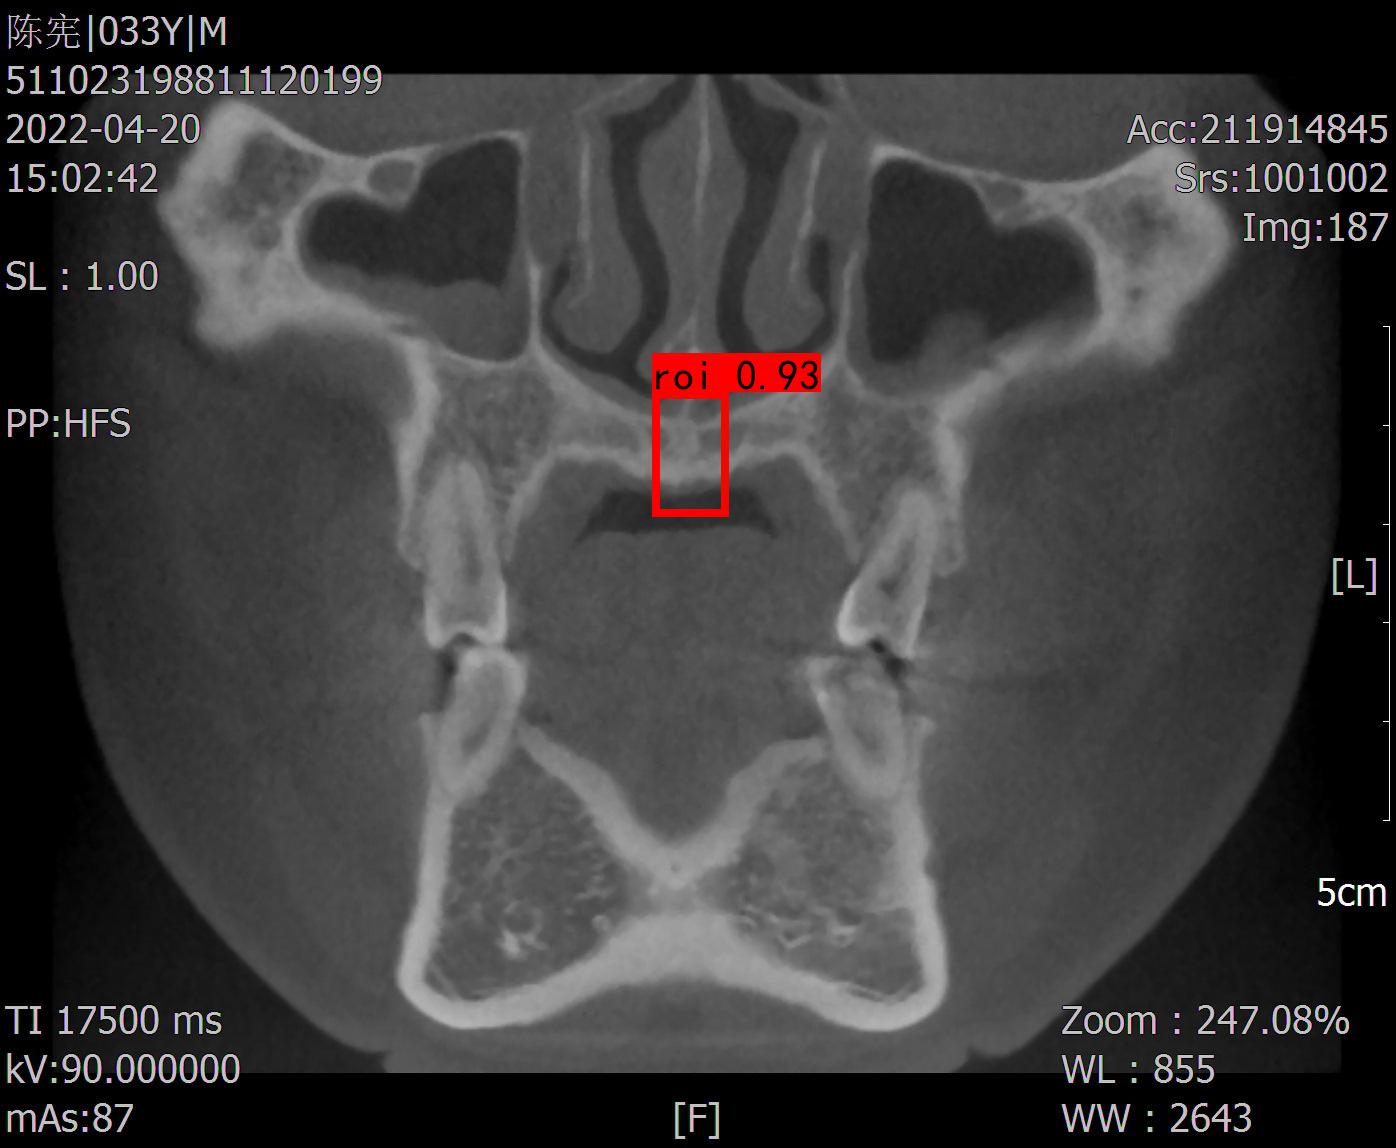 陈宪|033Y|M
511023198811120199
2022-04-20
15:02:42
SL : 1.00
PP:HFS
Acc:211914845
Srs:1001002
Img:187
roi 0.93
[L]
5cm
TI 17500 ms
kV:90.000000
mAs:87
[F]
Zoom : 247.08%
WL : 855
WW : 2643